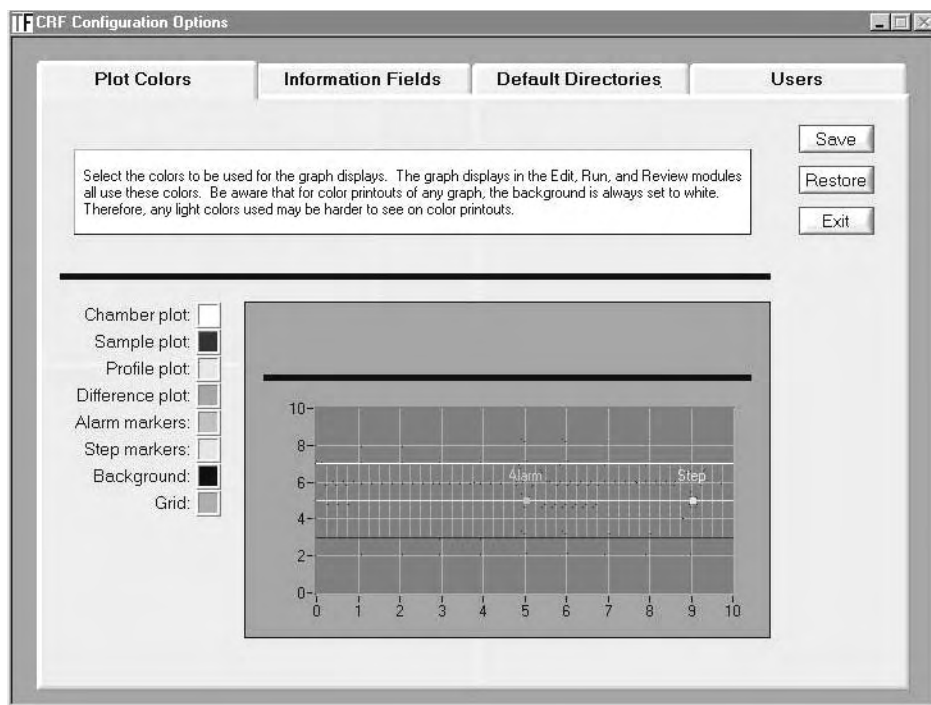 TF CRF Configuration Options
Plot Colors
Information Fields
Default Directories
Users
Save
Restore
Exit
Select the colors to be used for the graph displays. The graph displays in the Edit, Run, and Review modules
all use these colors. Be aware that for color printouts of any graph, the background is always set to white.
Therefore, any light colors used may be harder to see on color printouts.
Chamber plot:
Sample plot:
Profile plot:
Difference plot:
Alarm markers:
Step markers:
Background:
Grid:
10
8
6
4
2
0
Alarm
Step
0 1 2 3 4 5 6 7 8 9 10